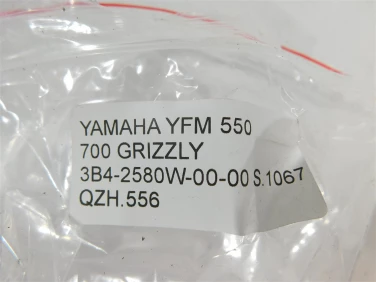 YAMAHA YFM 550
700 GRIZZLY
3B4-2580W-00-00 S.1067
QZH.556